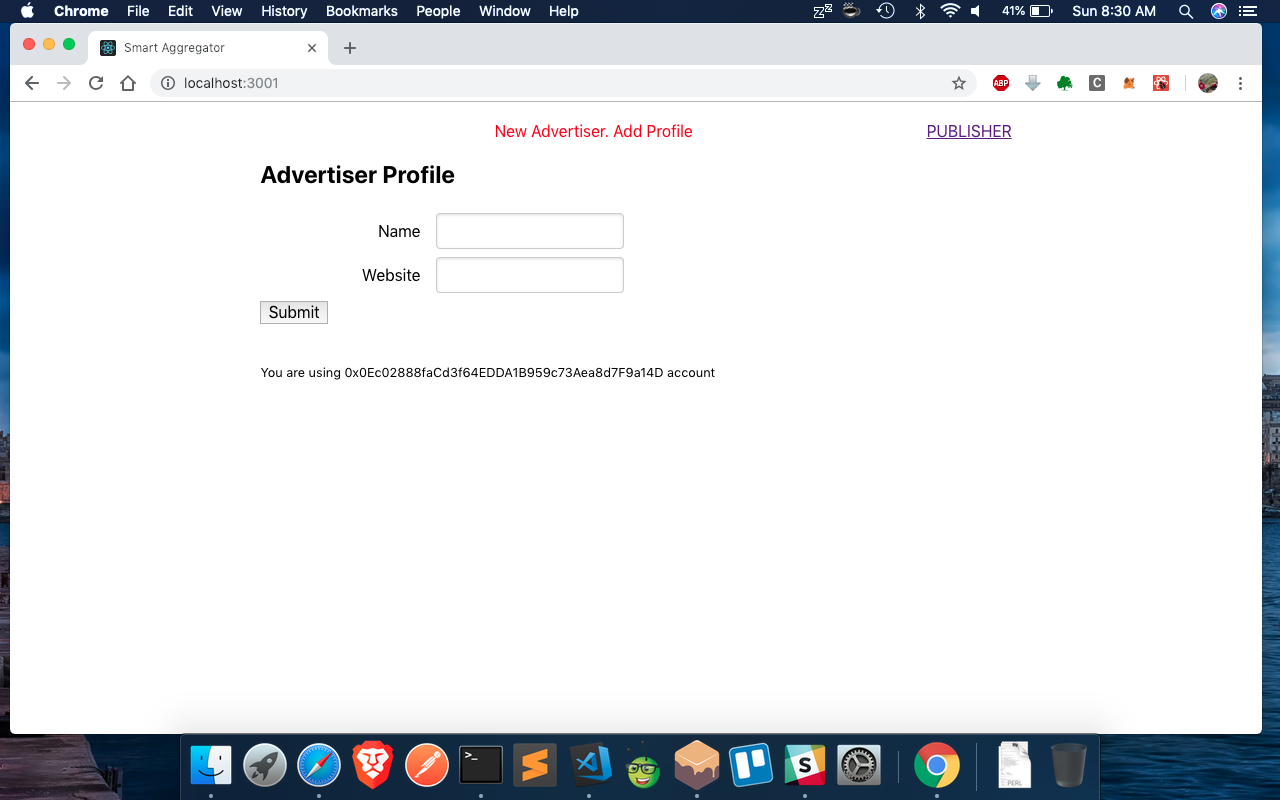 Chrome File Edit View History Bookmarks People Window Help 41% Sun 8:30 AM
Smart Aggregator
localhost:3001
ABP
C
New Advertiser. Add Profile PUBLISHER
Advertiser Profile
Name
Website
Submit
You are using 0x0Ec02888faCd3f64EDDA1B959c73Aea8d7F9a14D account
>_
S
PERL